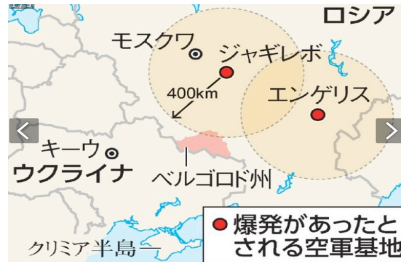 ロシア
モスクワ
ジャギレボ
400km
エンゲリス
キーウ
ウクライナ
ベルゴロド州
クリミア半島
爆発があったと
される空軍基地